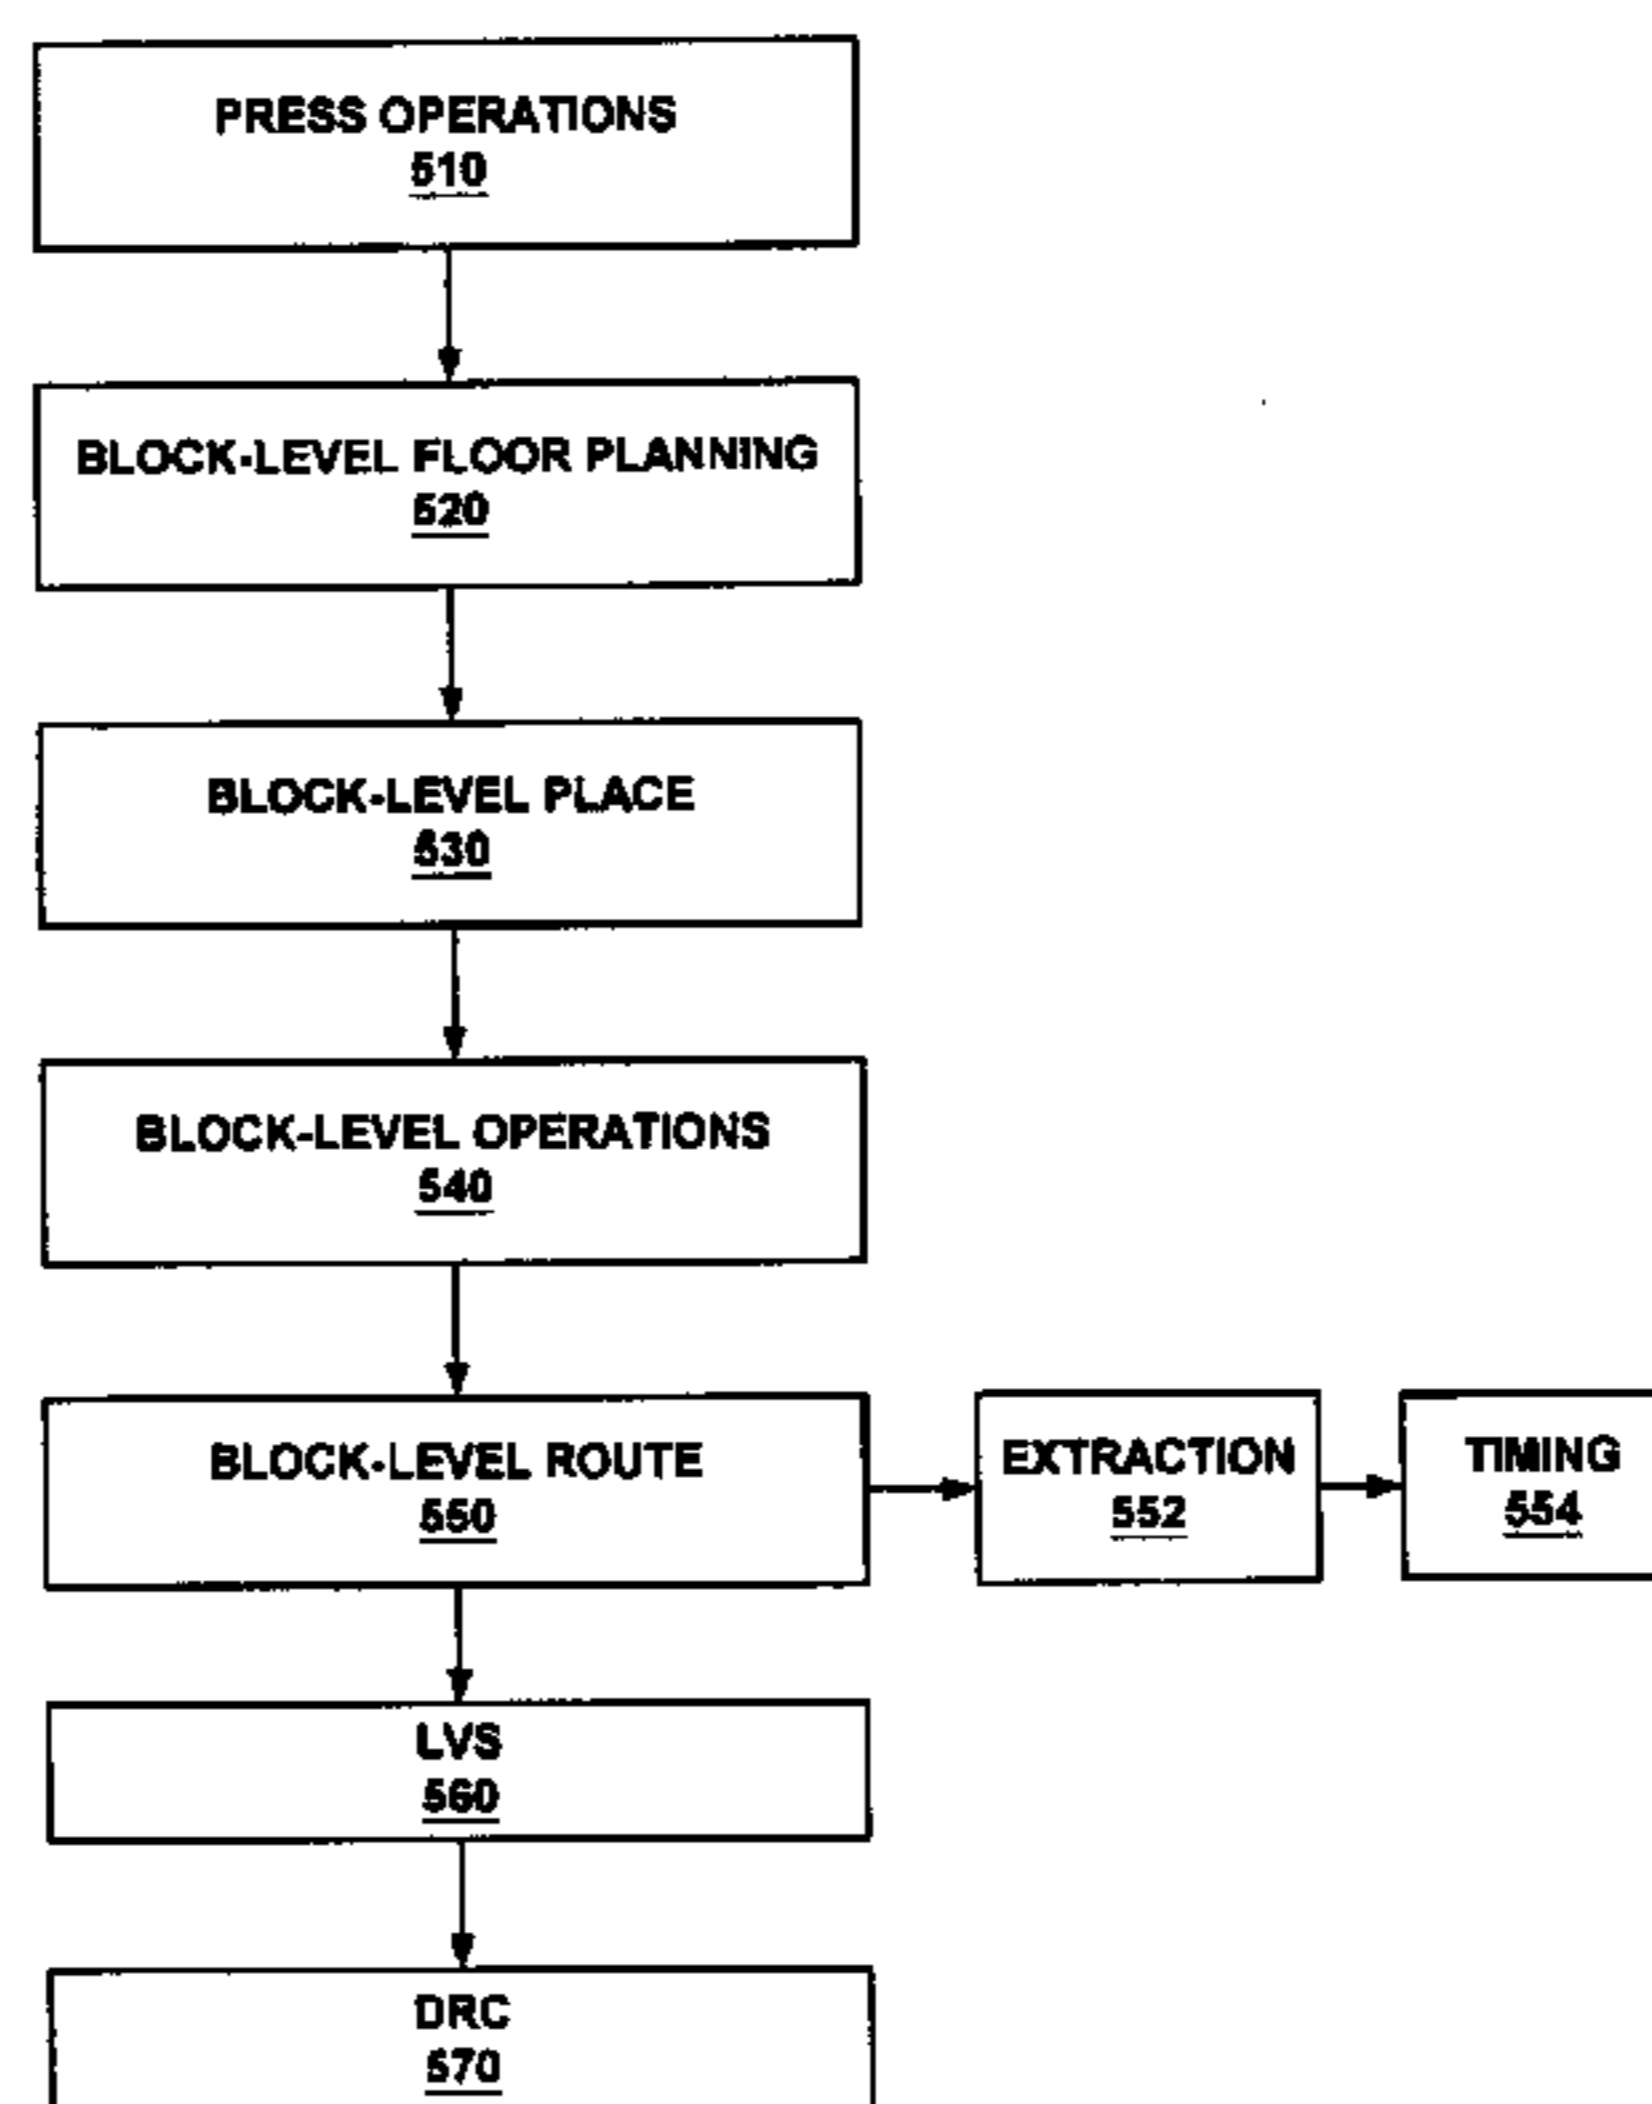 PRESS OPERATIONS
510
BLOCK-LEVEL FLOOR PLANNING
520
BLOCK-LEVEL PLACE
530
BLOCK-LEVEL OPERATIONS
540
BLOCK-LEVEL ROUTE
550
EXTRACTION
552
TIMING
554
LVS
560
DRC
570